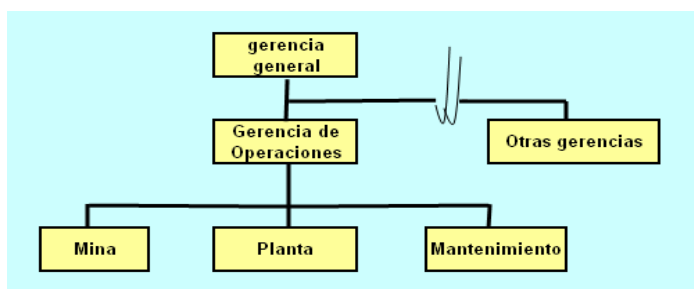 gerencia
general
Gerencia de
Operaciones
Otras gerencias
Mina
Planta
Mantenimiento